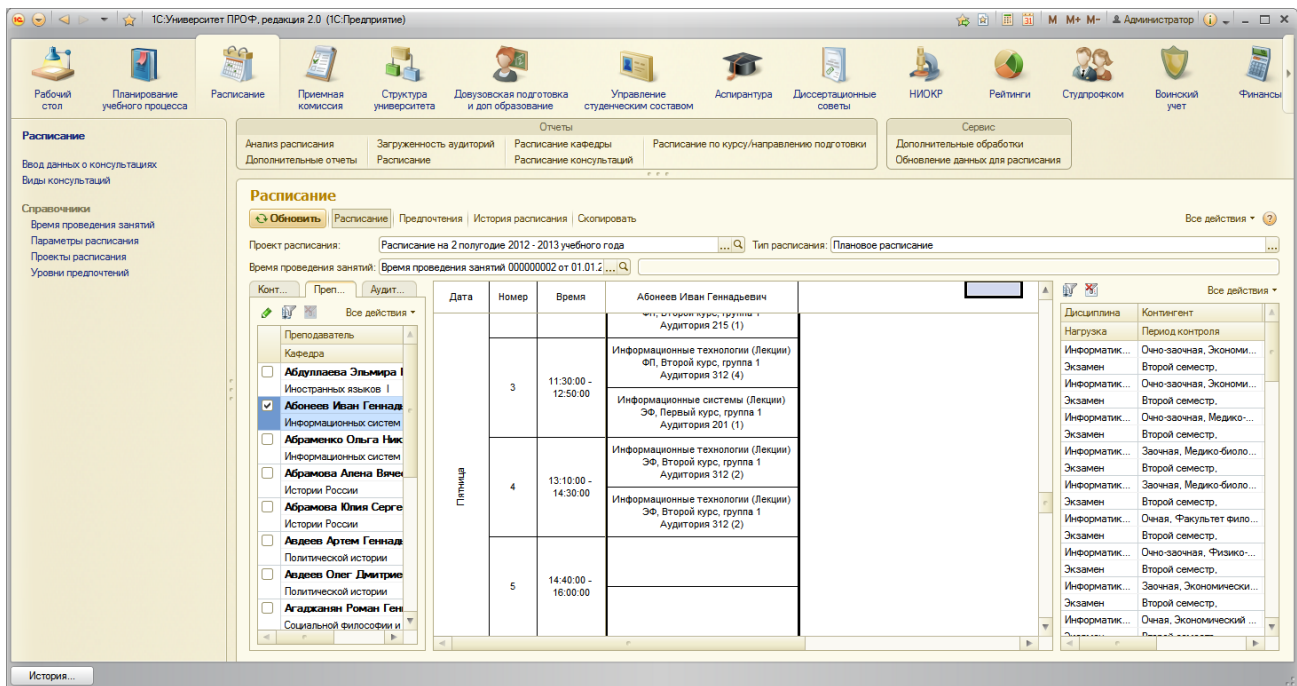 1С:Университет ПРОФ, редакция 2.0 (1С:Предприятие)
31 M M+ M- Администратор
Рабочий стол
Планирование учебного процесса
Расписание
Приемная комиссия
Структура университета
Довузовская подготовка и доп образование
Управление студенческим составом
Аспирантура
Диссертационные советы
НИОКР
Рейтинги
Студпрофком
Воинский учет
Финансы
Расписание
Ввод данных о консультациях
Виды консультаций
Справочники
Время проведения занятий
Параметры расписания
Проекты расписания
Уровни предпочтений
Отчеты
Анализ расписания Загруженность аудиторий Расписание кафедры Расписание по курсу/направлению подготовки
Дополнительные отчеты Расписание Расписание консультаций
Сервис
Дополнительные обработки
Обновление данных для расписания
Расписание
Обновить Расписание Предпочтения История расписания Скопировать Все действия ?
Проект расписания: Расписание на 2 полугодие 2012 - 2013 учебного года ... Тип расписания: Плановое расписание ...
Время проведения занятий: Время проведения занятий 000000002 от 01.01.2 ...
Конт... Преп... Аудит...
Все действия
Преподаватель
Кафедра
Абдуллаева Эльмира
Иностранных языков
Абонеев Иван Геннад
Информационных систем
Абраменко Ольга Ник
Информационных систем
Абрамова Алена Вяче
Истории России
Абрамова Юлия Серге
Истории России
Авдеев Артем Геннад
Политической истории
Авдеев Олег Дмитрие
Политической истории
Агаджанян Роман Ген
Социальной философии и
Дата Номер Время Абонеев Иван Геннадьевич
ФП, Второй курс, группа 1
Аудитория 215 (1)
Пятница
3
11:30:00 -
12:50:00
Информационные технологии (Лекции)
ФП, Второй курс, группа 1
Аудитория 312 (4)
Информационные системы (Лекции)
ЭФ, Первый курс, группа 1
Аудитория 201 (1)
4
13:10:00 -
14:30:00
Информационные технологии (Лекции)
ЭФ, Второй курс, группа 1
Аудитория 312 (2)
Информационные технологии (Лекции)
ЭФ, Второй курс, группа 1
Аудитория 312 (2)
5
14:40:00 -
16:00:00
Все действия
Дисциплина Контингент
Нагрузка Период контроля
Информатик... Очно-заочная, Экономи...
Экзамен Второй семестр,
Информатик... Очно-заочная, Экономи...
Экзамен Второй семестр,
Информатик... Очно-заочная, Медико-...
Экзамен Второй семестр,
Информатик... Заочная, Медико-биоло...
Экзамен Второй семестр,
Информатик... Заочная, Медико-биоло...
Экзамен Второй семестр,
Информатик... Очная, Факультет фило...
Экзамен Второй семестр,
Информатик... Очно-заочная, Физико-...
Экзамен Второй семестр,
Информатик... Заочная, Экономически...
Экзамен Второй семестр,
Информатик... Очная, Экономический ...
История...